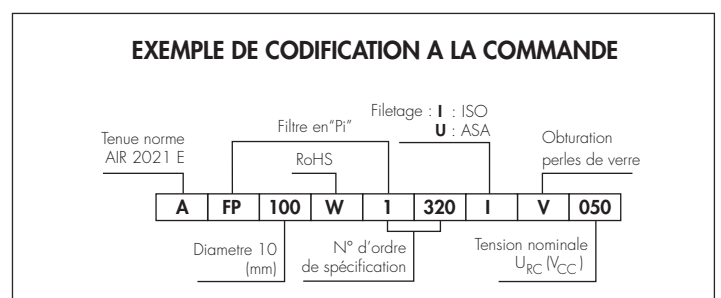 EXEMPLE DE CODIFICATION A LA COMMANDE
Filetage : I : ISO
U : ASA
Filtre en"Pi"
Tenue norme
AIR 2021 E
RoHS
Obturation
perles de verre
A FP 100 W 1 320 I V 050
Diametre 10
(mm)
N° d'ordre
de spécification
Tension nominale
URC (VCC )